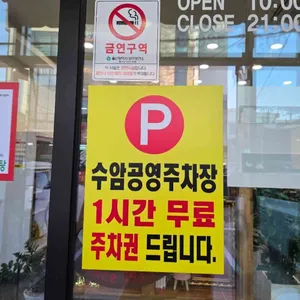 OPEN 10:00
CLOSE 21:00
금연구역
P
수암공영주차장
1시간 무료
주차권 드립니다.
탕